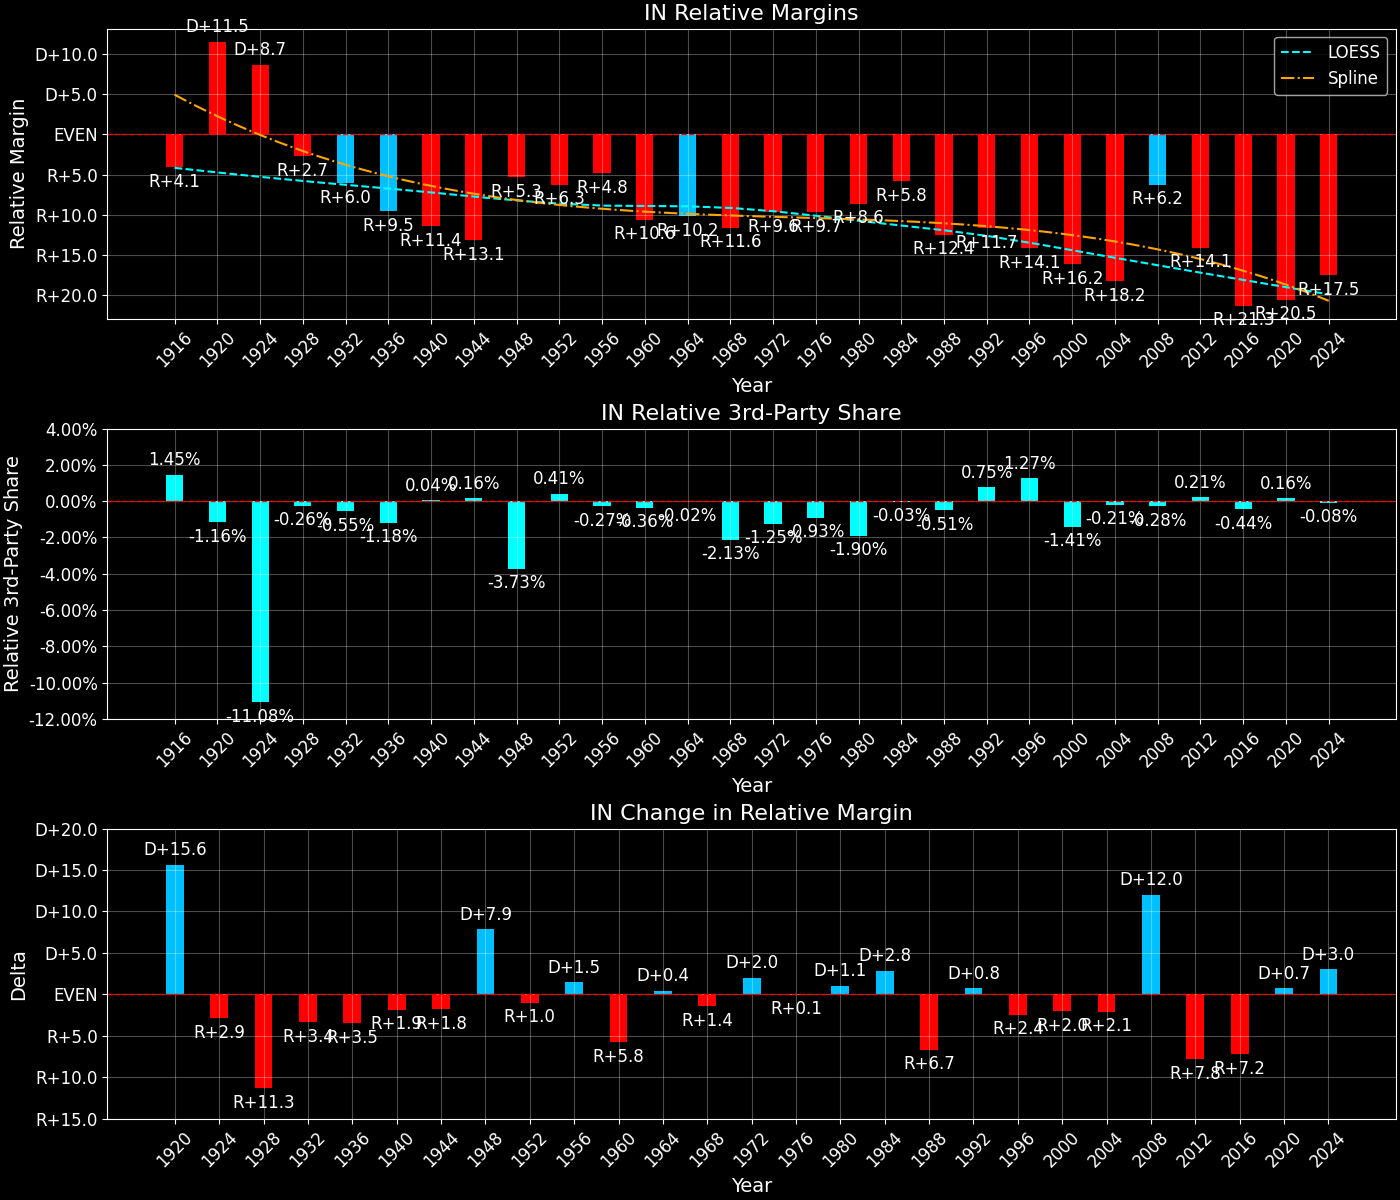 IN Relative Margins
Relative Margin
D+10.0
D+5.0
EVEN
R+5.0
R+10.0
R+15.0
R+20.0
LOESS
Spline
R+4.1
D+11.5
D+8.7
R+2.7
R+6.0
R+9.5
R+11.4
R+13.1
R+5.3
R+6.3
R+4.8
R+10.6
R+10.2
R+11.6
R+9.6
R+9.7
R+8.6
R+5.8
R+12.4
R+11.7
R+14.1
R+16.2
R+18.2
R+6.2
R+14.1
R+21.3
R+20.5
R+17.5
1916 1920 1924 1928 1932 1936 1940 1944 1948 1952 1956 1960 1964 1968 1972 1976 1980 1984 1988 1992 1996 2000 2004 2008 2012 2016 2020 2024
Year
IN Relative 3rd-Party Share
Relative 3rd-Party Share
4.00%
2.00%
0.00%
-2.00%
-4.00%
-6.00%
-8.00%
-10.00%
-12.00%
1.45%
-1.16%
-11.08%
-0.26%
-0.55%
-1.18%
0.04%
0.16%
-3.73%
0.41%
-0.27%
-0.36%
-0.02%
-2.13%
-1.25%
-0.93%
-1.90%
-0.03%
-0.51%
0.75%
1.27%
-1.41%
-0.21%
-0.28%
0.21%
-0.44%
0.16%
-0.08%
1916 1920 1924 1928 1932 1936 1940 1944 1948 1952 1956 1960 1964 1968 1972 1976 1980 1984 1988 1992 1996 2000 2004 2008 2012 2016 2020 2024
Year
IN Change in Relative Margin
Delta
D+20.0
D+15.0
D+10.0
D+5.0
EVEN
R+5.0
R+10.0
R+15.0
D+15.6
R+2.9
R+11.3
R+3.4
R+3.5
R+1.9
R+1.8
D+7.9
R+1.0
D+1.5
R+5.8
D+0.4
R+1.4
D+2.0
R+0.1
D+1.1
D+2.8
R+6.7
D+0.8
R+2.4
R+2.0
R+2.1
D+12.0
R+7.8
R+7.2
D+0.7
D+3.0
1920 1924 1928 1932 1936 1940 1944 1948 1952 1956 1960 1964 1968 1972 1976 1980 1984 1988 1992 1996 2000 2004 2008 2012 2016 2020 2024
Year